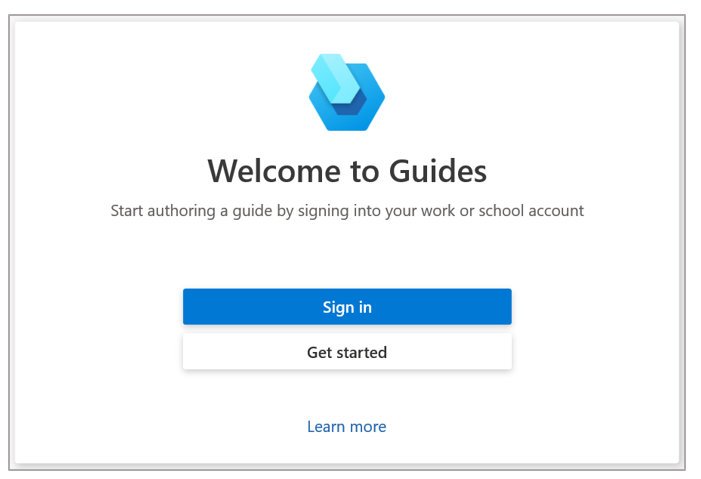 Welcome to Guides
Start authoring a guide by signing into your work or school account
Sign in
Get started
Learn more